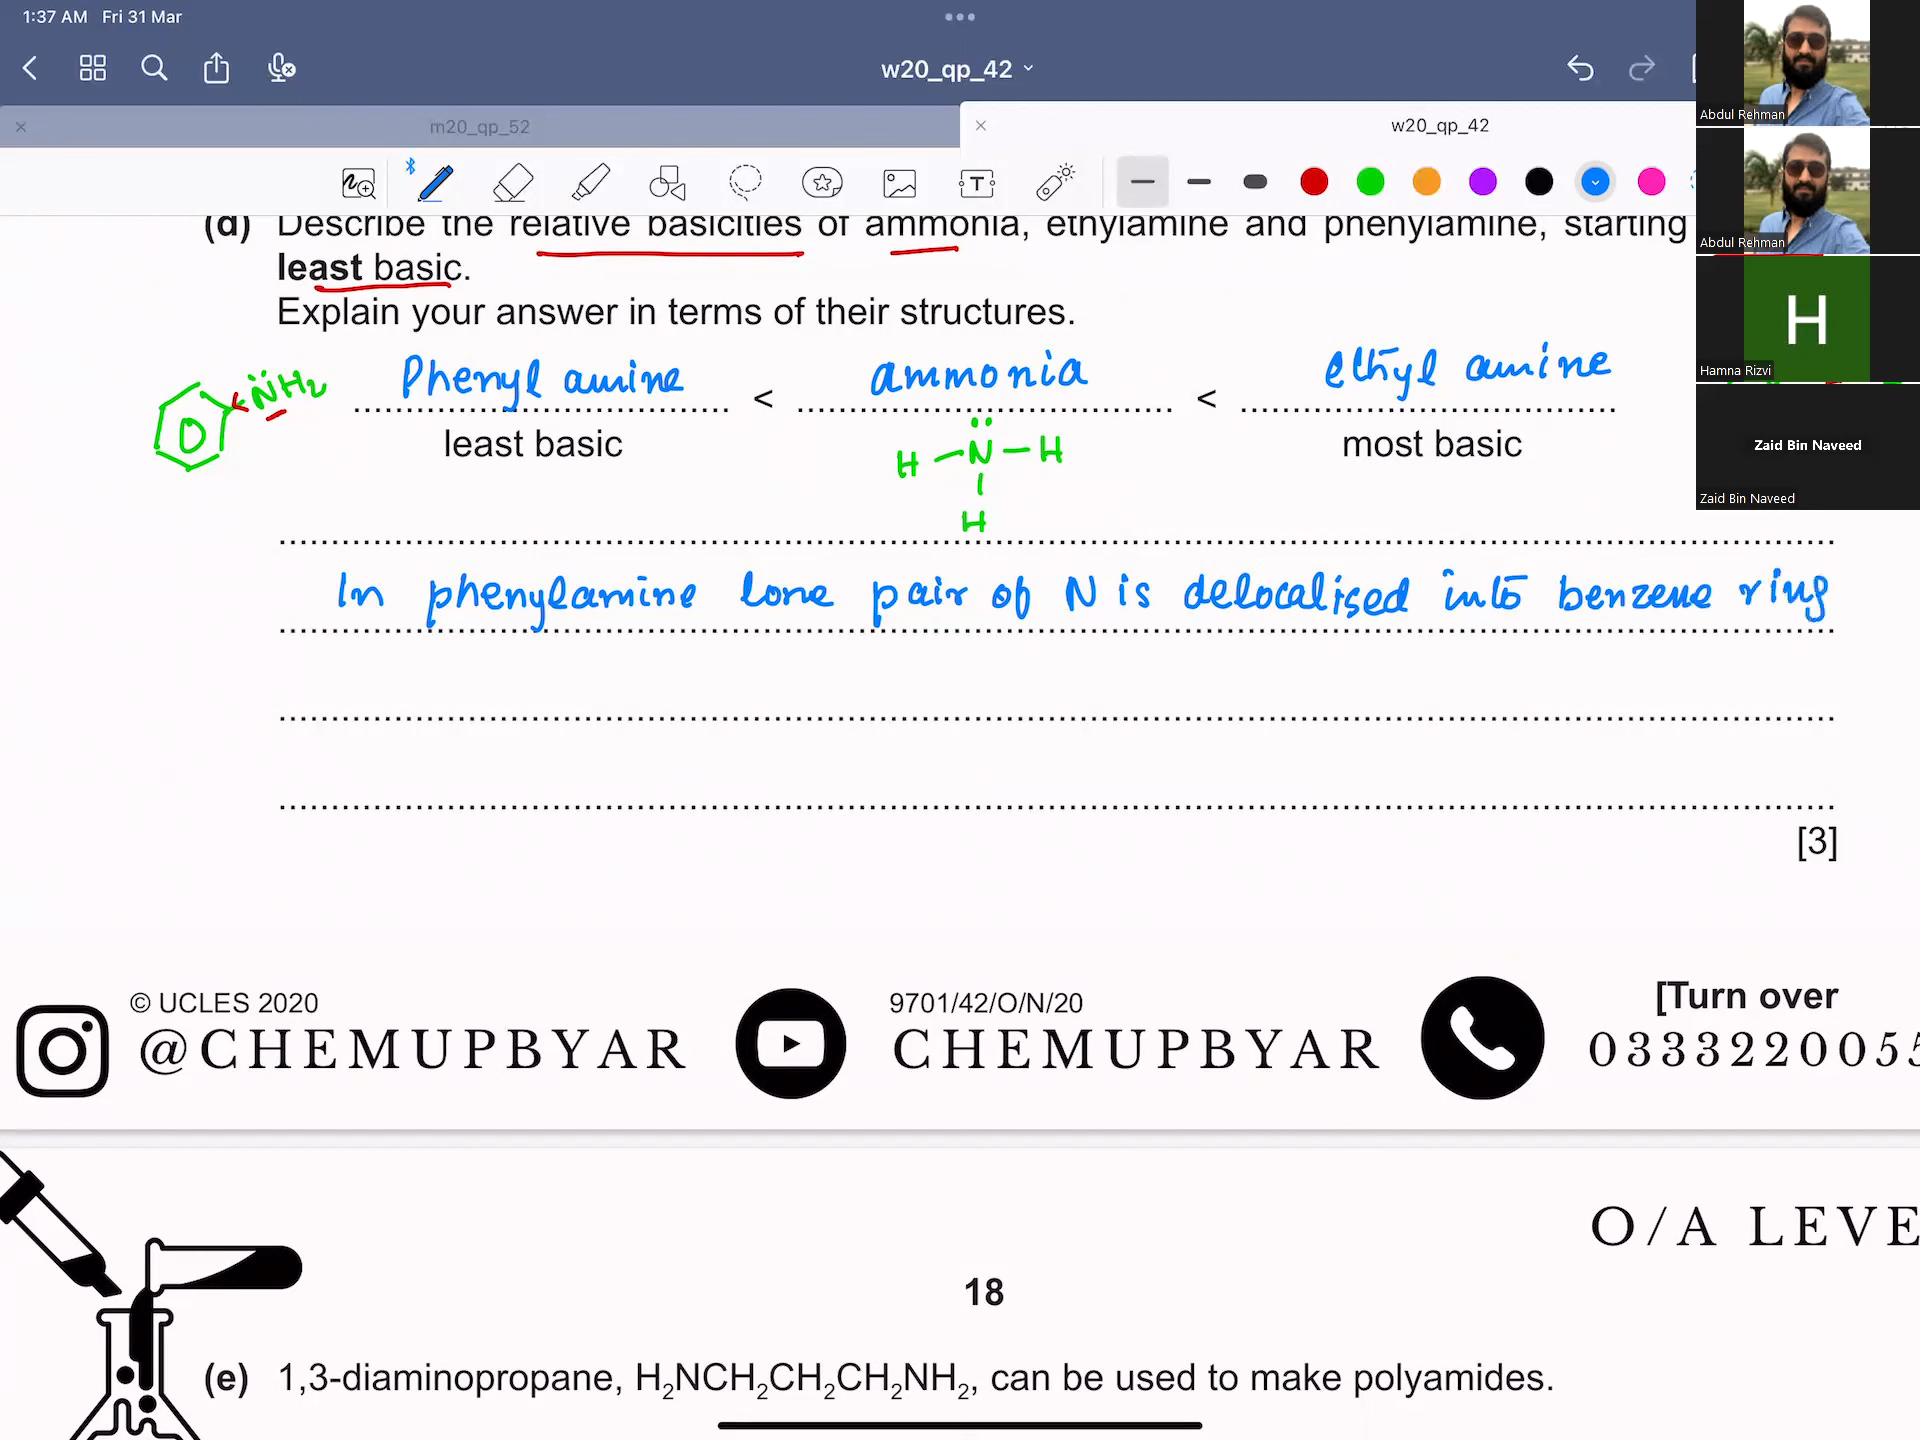 1:37 AM Fri 31 Mar
w20_qp_42
m20_qp_52
w20_qp_42
Abdul Rehman
Abdul Rehman
H
Hamna Rizvi
Zaid Bin Naveed
Zaid Bin Naveed
(d) Describe the relative basicities of ammonia, ethylamine and phenylamine, starting
least basic.
Explain your answer in terms of their structures.
NH2
Phenyl amine < ammonia < ethyl amine
least basic
most basic
H - N - H
H
In phenylamine lone pair of N is delocalised into benzene ring
[3]
© UCLES 2020
9701/42/O/N/20
[Turn over
@CHEMUPBYAR
CHEMUPBYAR
0333220055
O/A LEVE
18
(e) 1,3-diaminopropane, H₂NCH₂CH₂CH₂NH₂, can be used to make polyamides.